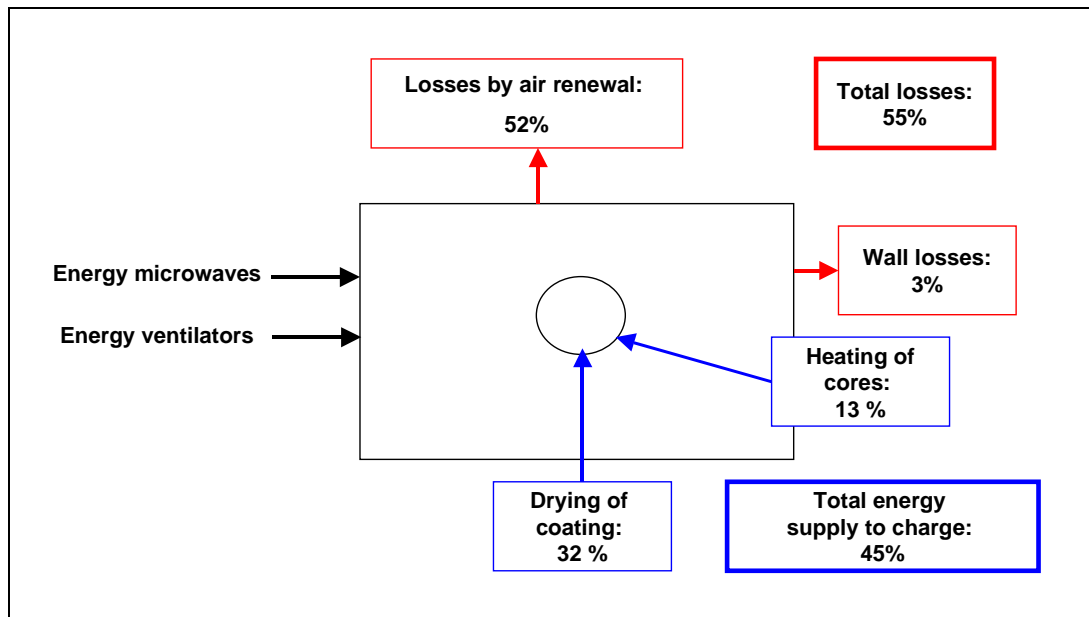 Losses by air renewal:
52%
Total losses:
55%
Energy microwaves
Energy ventilators
Wall losses:
3%
Heating of
cores:
13 %
Drying of
coating:
32 %
Total energy
supply to charge:
45%